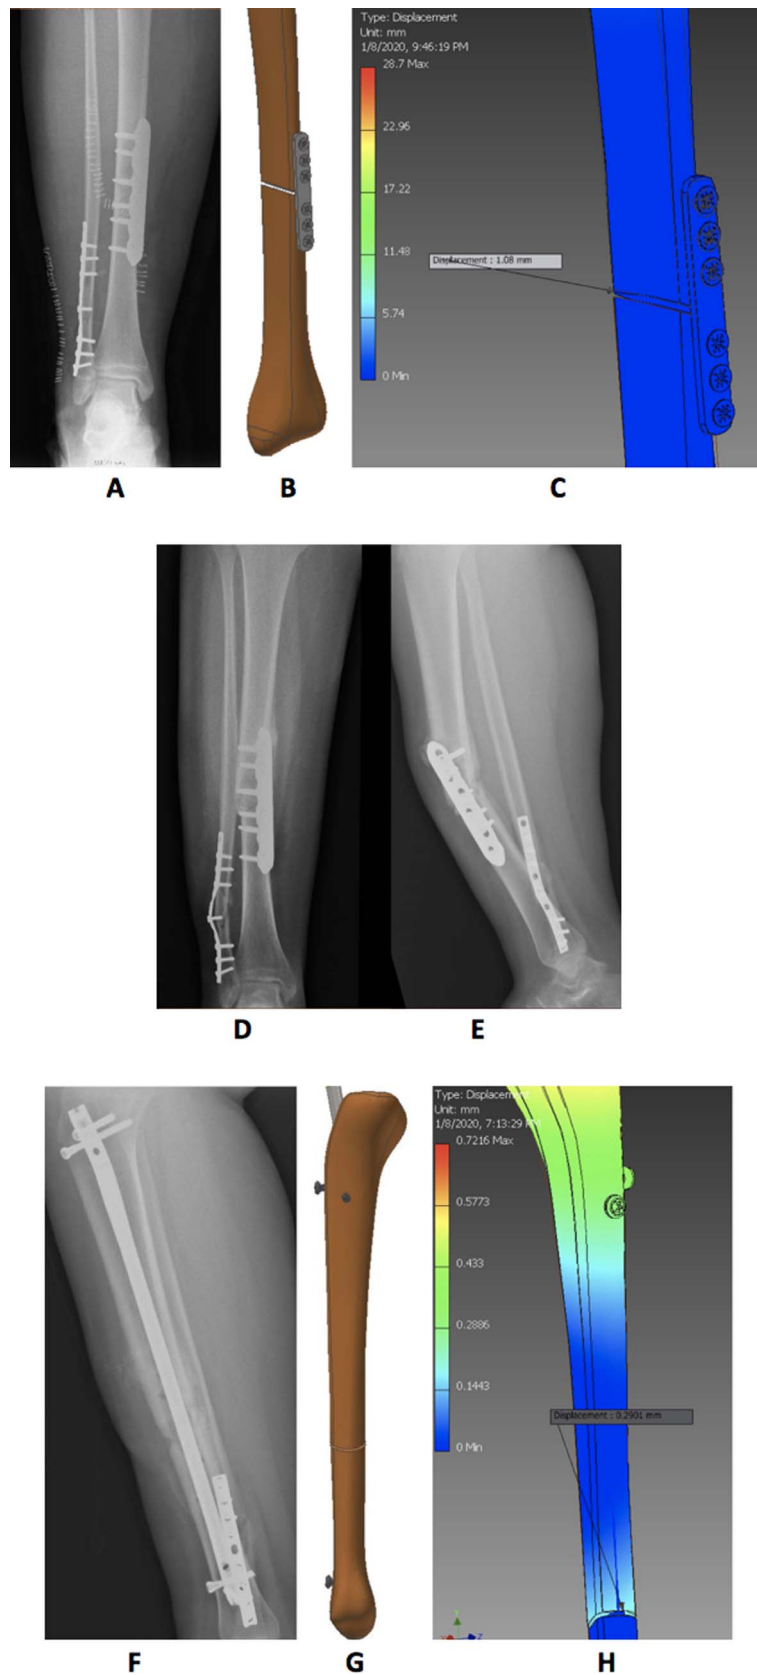 Type: Displacement
Unit: mm
1/8/2020, 9:46:19 PM
28.7 Max
22.96
17.22
11.48
Displacement : 1.08 mm
5.74
0 Min
A
B
C
D
E
Type: Displacement
Unit: mm
1/8/2020, 7:13:29 PM
0.7216 Max
0.5773
0.433
0.2886
0.1443
Displacement : 0.2901 mm
0 Min
F
G
H